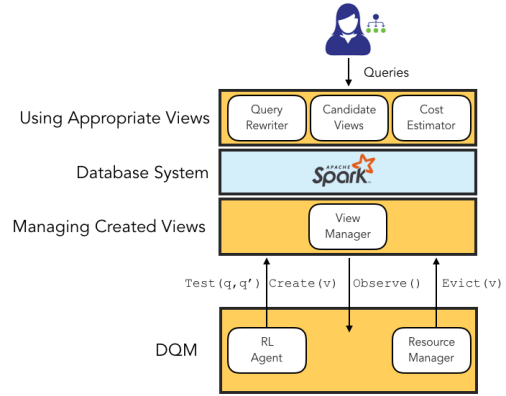 Queries
Using Appropriate Views
Query
Rewriter
Candidate
Views
Cost
Estimator
Database System
APACHE
Spark
Managing Created Views
View
Manager
Test(q,q’) Create(v) Observe() Evict(v)
DQM
RL
Agent
Resource
Manager